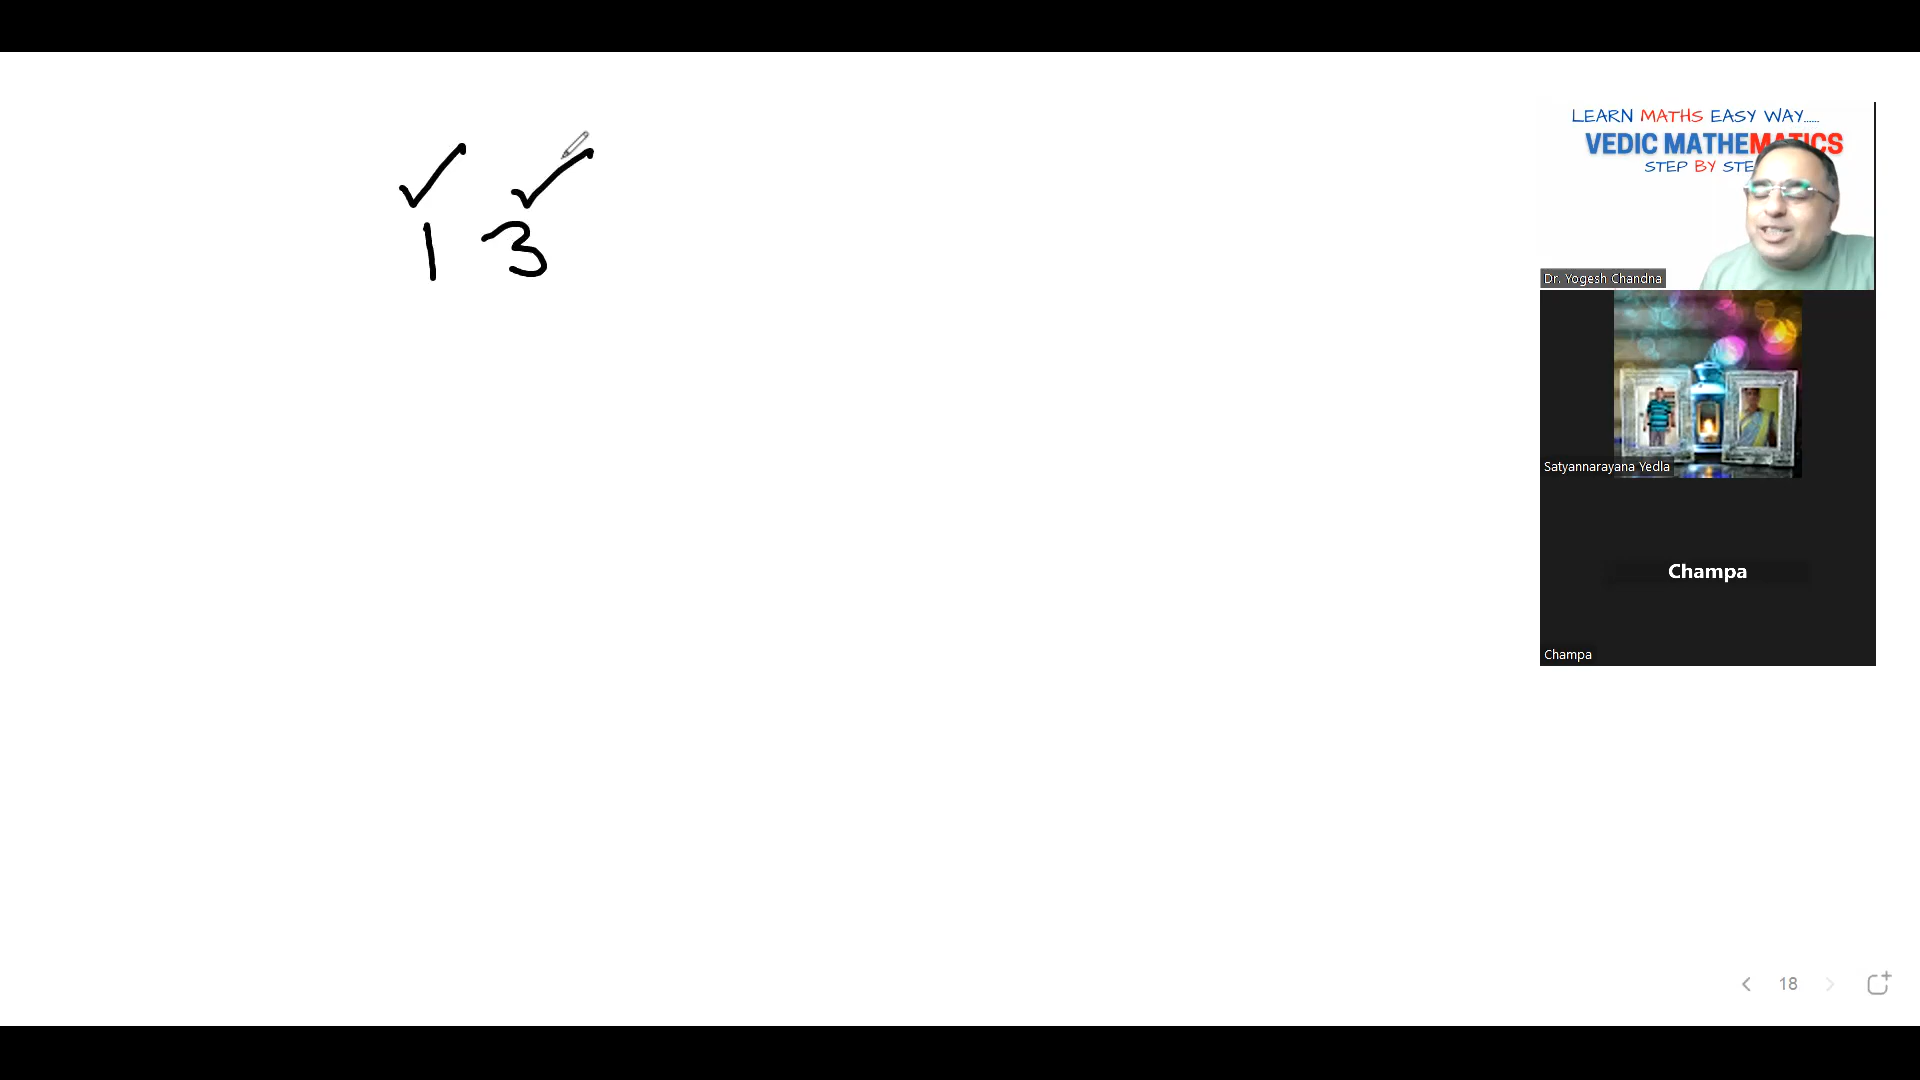 LEARN MATHS EASY WAY......
VEDIC MATHEMATICS
STEP BY STE
✓ ✓
1 3
Dr. Yogesh Chandna
Satyannarayana Yedla
Champa
Champa
18